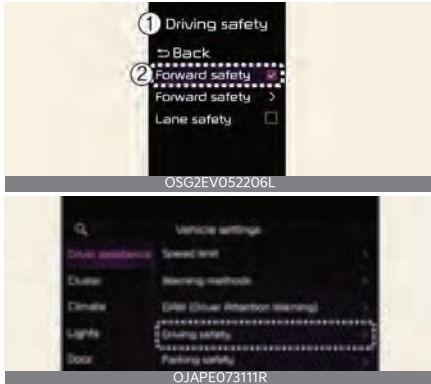 1 Driving safety
Back
2 Forward safety
Forward safety >
Lane safety
OSG2EV052206L
Vehicle settings
Driver assistance
Speed limit
Cluster
Warning methods
Climate
DAW (Driver Attention Warning)
Lights
Driving safety
Door
Parking safety
OJAPE073111R